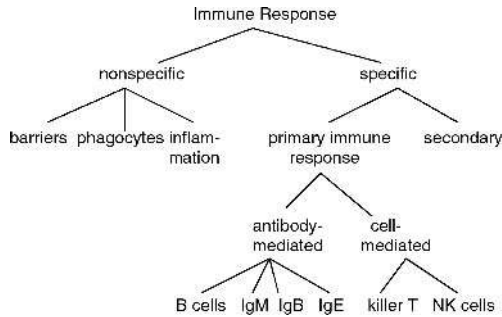 Immune Response
nonspecific specific
barriers phagocytes inflam-
mation
primary immune
response
secondary
antibody-
mediated
cell-
mediated
B cells IgM IgB IgE killer T NK cells